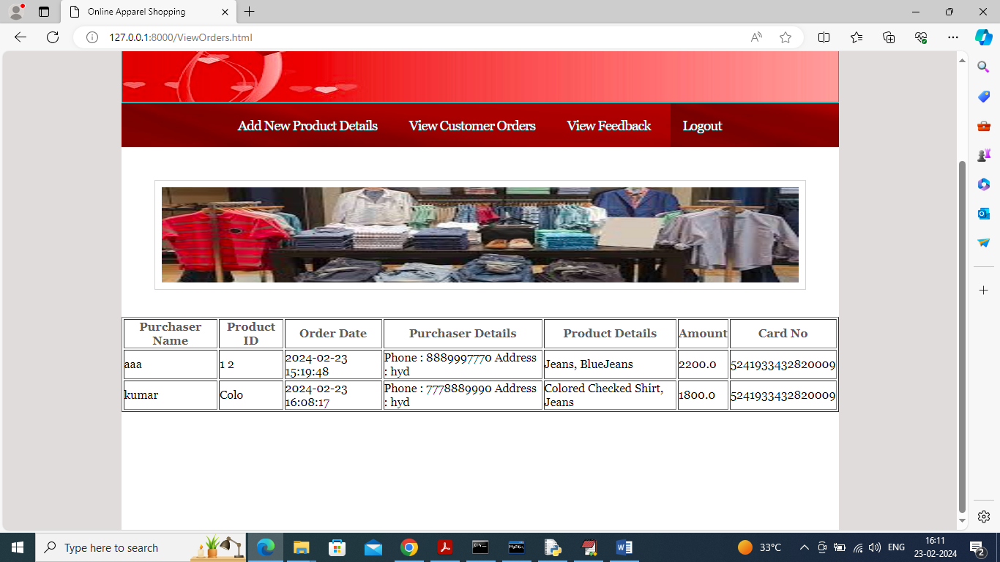 Online Apparel Shopping
127.0.0.1:8000/ViewOrders.html
Add New Product Details View Customer Orders View Feedback Logout
Purchaser Name Product ID Order Date Purchaser Details Product Details Amount Card No
aaa 1 2 2024-02-23 15:19:48 Phone : 8889997770 Address : hyd Jeans, BlueJeans 2200.0 5241933432820009
kumar Colo 2024-02-23 16:08:17 Phone : 7778889990 Address : hyd Colored Checked Shirt, Jeans 1800.0 5241933432820009
Type here to search 33°C ENG 16:11 23-02-2024 2